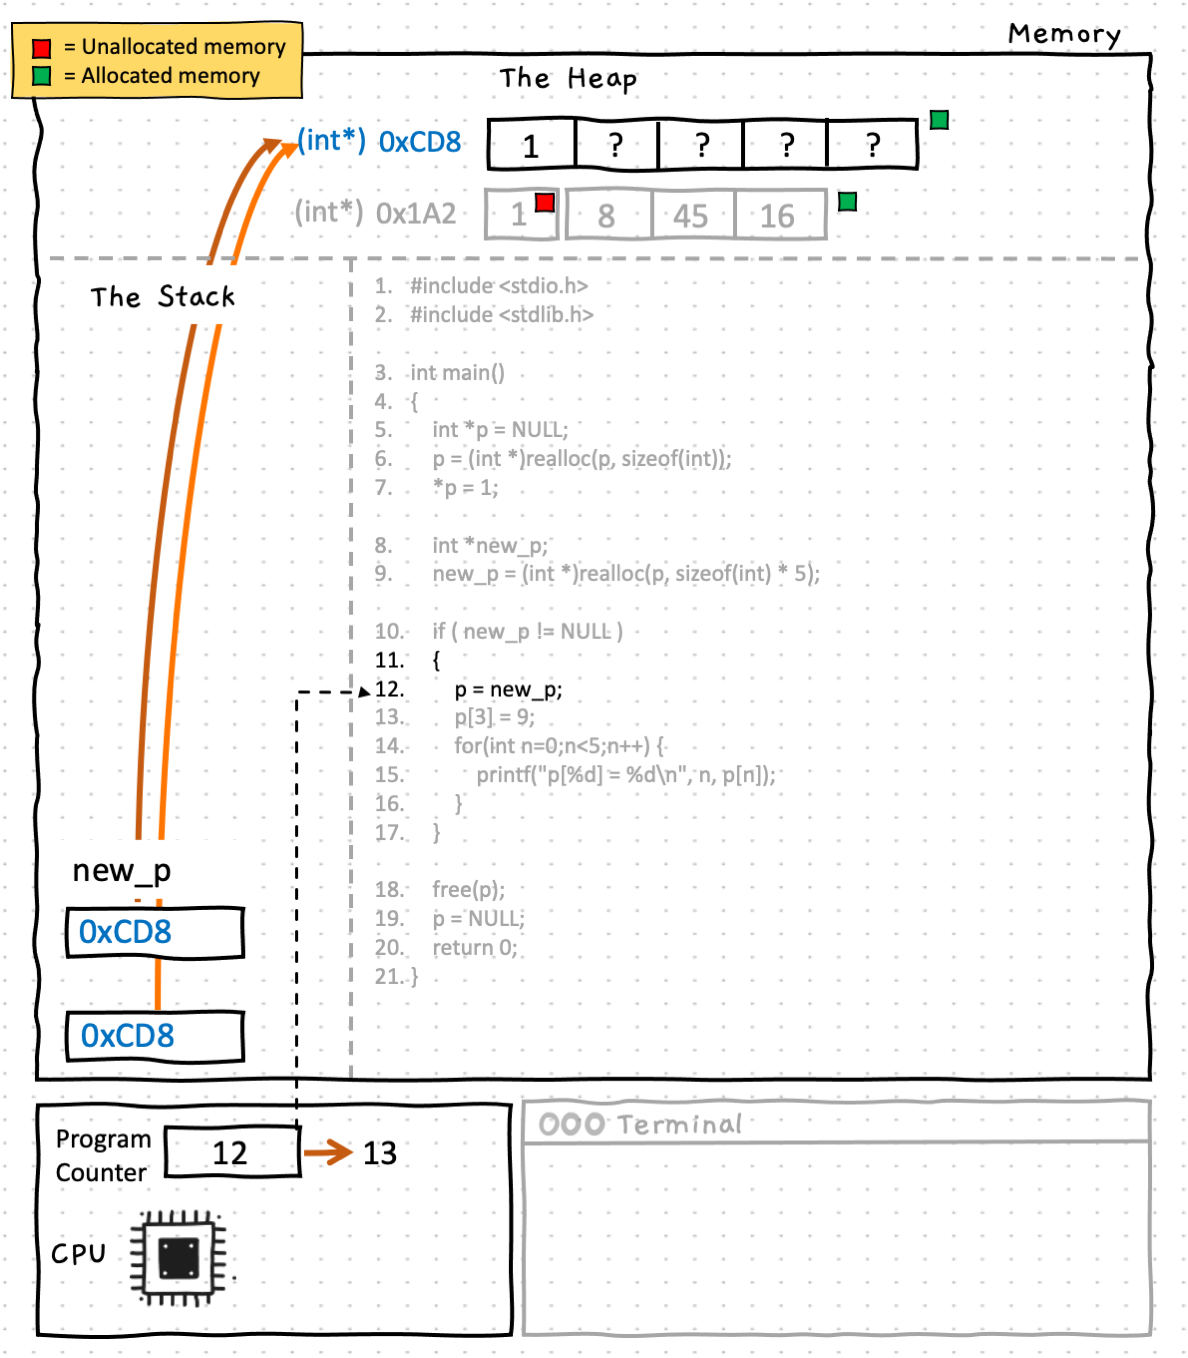 = Unallocated memory
= Allocated memory
Memory
The Heap
(int*) 0xCD8 1 ? ? ? ?
(int*) 0x1A2 1 8 45 16
The Stack
1. #include <stdio.h>
2. #include <stdlib.h>
3. int main()
4. {
5. int *p = NULL;
6. p = (int *)realloc(p, sizeof(int));
7. *p = 1;
8. int *new_p;
9. new_p = (int *)realloc(p, sizeof(int) * 5);
10. if ( new_p != NULL )
11. {
12. p = new_p;
13. p[3] = 9;
14. for(int n=0;n<5;n++) {
15. printf("p[%d] = %d\n", n, p[n]);
16. }
17. }
18. free(p);
19. p = NULL;
20. return 0;
21. }
new_p
0xCD8
0xCD8
Program
Counter
12
13
CPU
Terminal